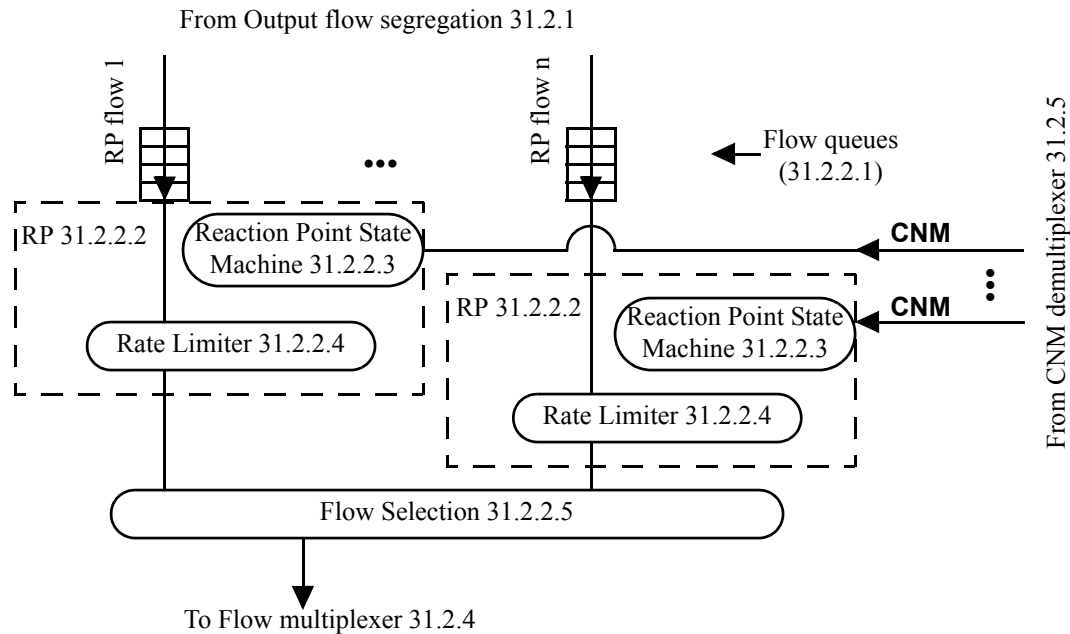 From Output flow segregation 31.2.1
RP flow 1
RP flow n
Flow queues
(31.2.2.1)
From CNM demultiplexer 31.2.5
RP 31.2.2.2
Reaction Point State
Machine 31.2.2.3
CNM
RP 31.2.2.2
Reaction Point State
Machine 31.2.2.3
CNM
Rate Limiter 31.2.2.4
Rate Limiter 31.2.2.4
Flow Selection 31.2.2.5
To Flow multiplexer 31.2.4